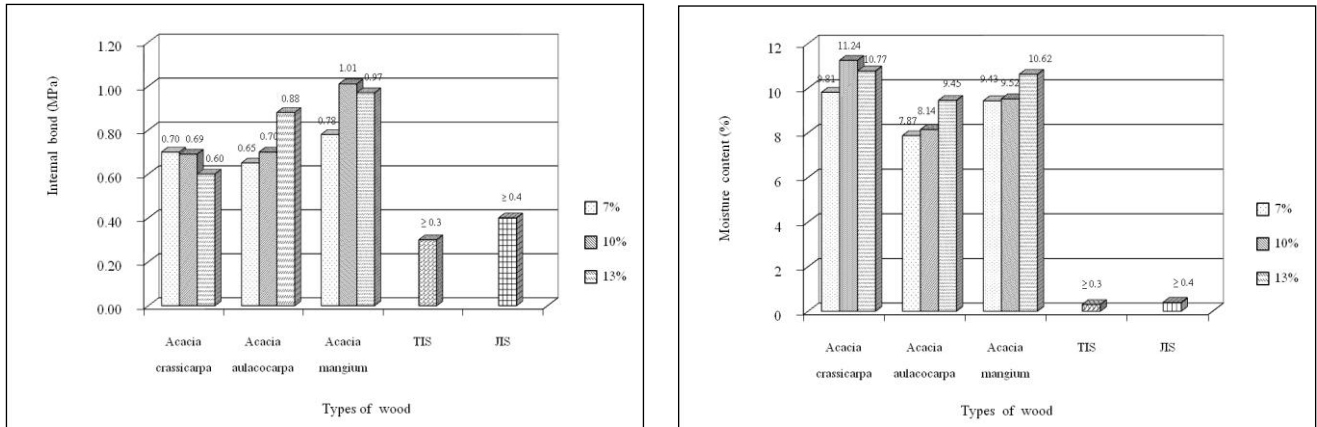 1.20
1.00
0.80
0.60
0.40
0.20
0.00
Internal bond (MPa)
0.70 0.69 0.60
0.65 0.70 0.88
0.78 1.01 0.97
≥ 0.3
≥ 0.4
Acacia crassicarpa
Acacia aulacocarpa
Acacia mangium
TIS
JIS
Types of wood
7%
10%
13%
12
10
8
6
4
2
0
Moisture content (%)
9.81 11.24 10.77
7.87 8.14 9.45
9.43 9.52 10.62
≥ 0.3
≥ 0.4
Acacia crassicarpa
Acacia aulacocarpa
Acacia mangium
TIS
JIS
Types of wood
7%
10%
13%